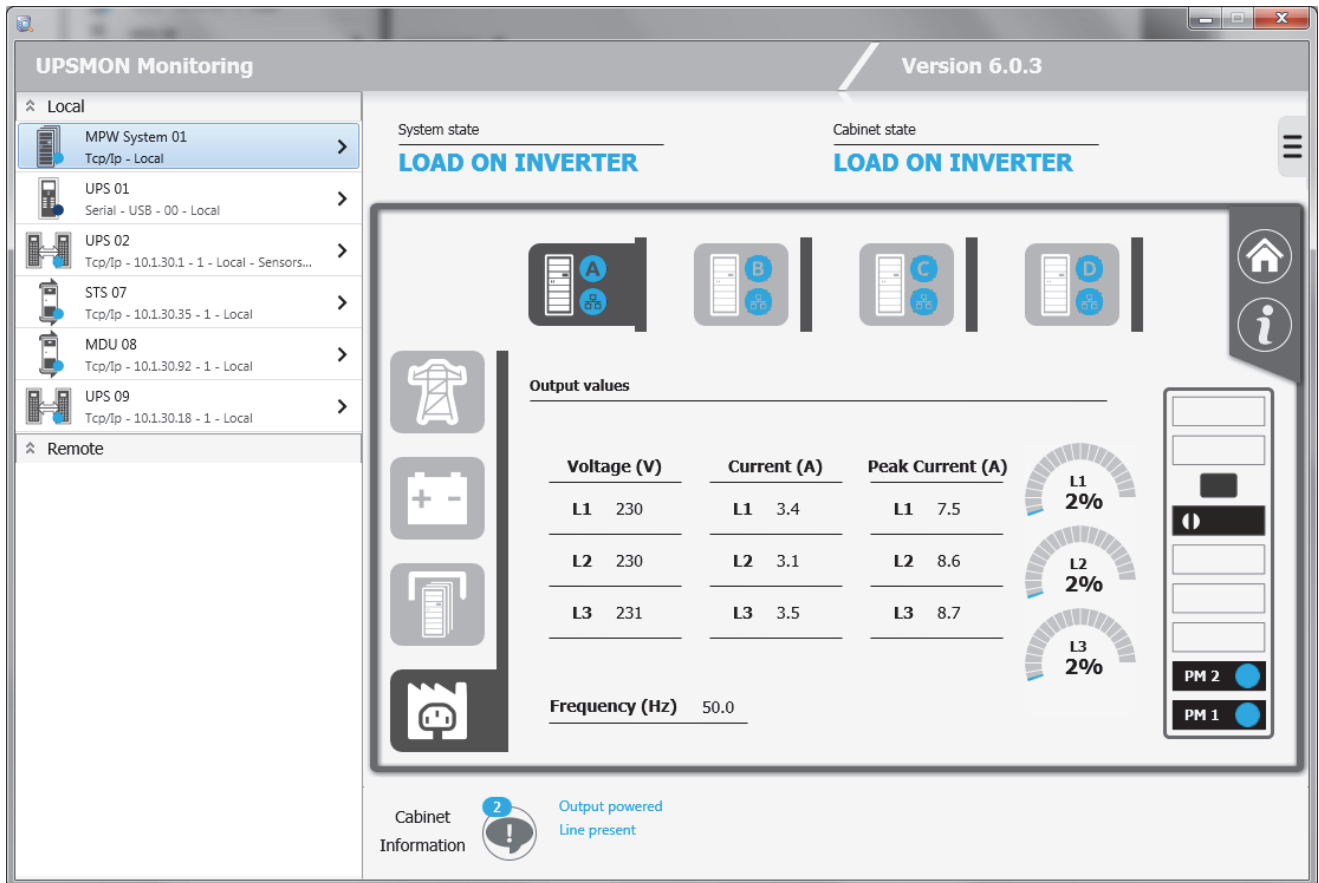 UPSMON Monitoring
Version 6.0.3
Local
MPW System 01
Tcp/Ip - Local
UPS 01
Serial - USB - 00 - Local
UPS 02
Tcp/Ip - 10.1.30.1 - 1 - Local - Sensors...
STS 07
Tcp/Ip - 10.1.30.35 - 1 - Local
MDU 08
Tcp/Ip - 10.1.30.92 - 1 - Local
UPS 09
Tcp/Ip - 10.1.30.18 - 1 - Local
Remote
System state
LOAD ON INVERTER
Cabinet state
LOAD ON INVERTER
A
B
C
D
Output values
Voltage (V) Current (A) Peak Current (A)
L1 230 L1 3.4 L1 7.5
L2 230 L2 3.1 L2 8.6
L3 231 L3 3.5 L3 8.7
L1
2%
L2
2%
L3
2%
Frequency (Hz) 50.0
PM 2
PM 1
Cabinet
Information
2
Output powered
Line present